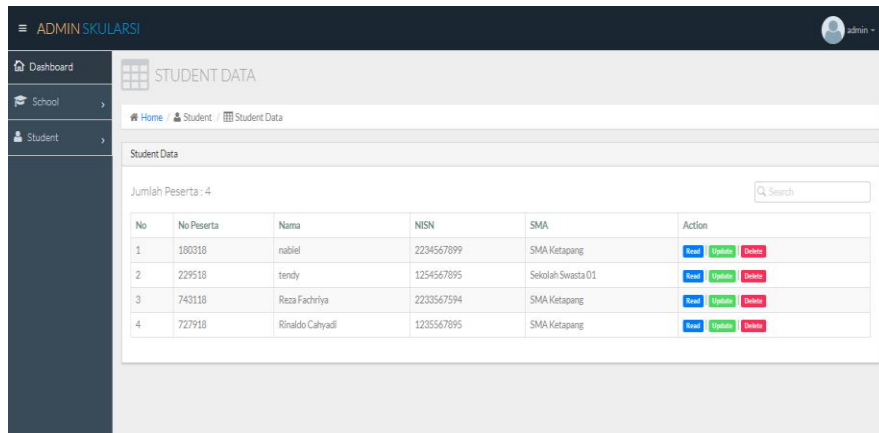 ADMIN SKULARSI
admin
Dashboard
STUDENT DATA
School
Home / Student / Student Data
Student
Student Data
Jumlah Peserta : 4
Search
No No Peserta Nama NISN SMA Action
1 180318 nabiel 2234567899 SMA Ketapang Read Update Delete
2 229518 tendy 1254567895 Sekolah Swasta 01 Read Update Delete
3 743118 Reza Fachriya 2233567594 SMA Ketapang Read Update Delete
4 727918 Rinaldo Cahyadi 1235567895 SMA Ketapang Read Update Delete